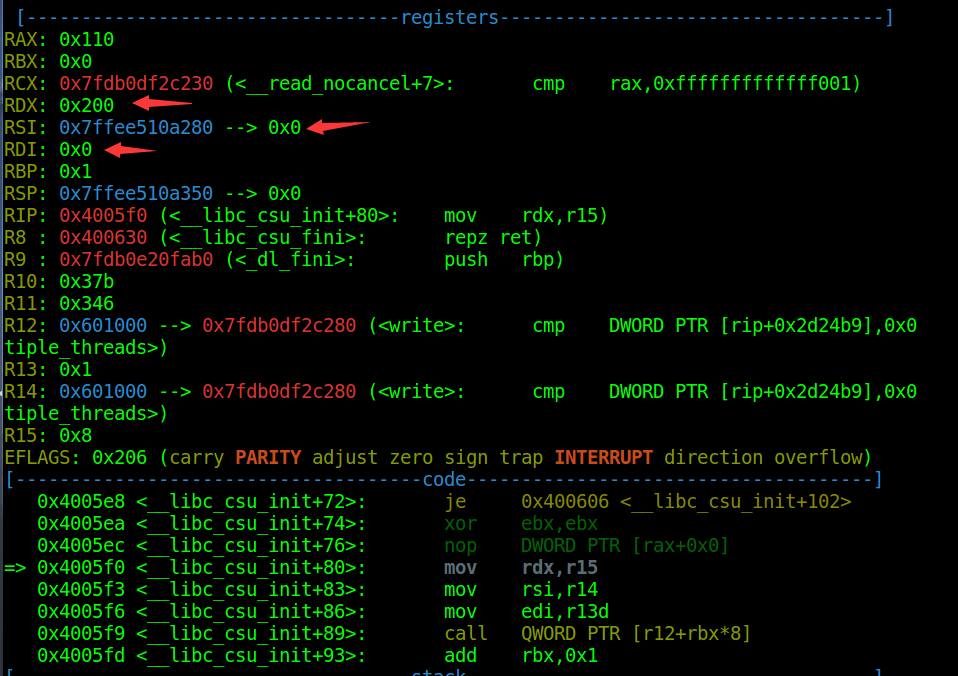 [----------------------------------registers-----------------------------------]
RAX: 0x110
RBX: 0x0
RCX: 0x7fdb0df2c230 (<__read_nocancel+7>:       cmp    rax,0xfffffffffffff001)
RDX: 0x200
RSI: 0x7ffee510a280 --> 0x0
RDI: 0x0
RBP: 0x1
RSP: 0x7ffee510a350 --> 0x0
RIP: 0x4005f0 (<__libc_csu_init+80>:    mov    rdx,r15)
R8 : 0x400630 (<__libc_csu_fini>:       repz ret)
R9 : 0x7fdb0e20fab0 (<_dl_fini>:        push   rbp)
R10: 0x37b
R11: 0x346
R12: 0x601000 --> 0x7fdb0df2c280 (<write>:      cmp    DWORD PTR [rip+0x2d24b9],0x0
tiple_threads>)
R13: 0x1
R14: 0x601000 --> 0x7fdb0df2c280 (<write>:      cmp    DWORD PTR [rip+0x2d24b9],0x0
tiple_threads>)
R15: 0x8
EFLAGS: 0x206 (carry PARITY adjust zero sign trap INTERRUPT direction overflow)
[-------------------------------------code-------------------------------------]
   0x4005e8 <__libc_csu_init+72>:       je     0x400606 <__libc_csu_init+102>
   0x4005ea <__libc_csu_init+74>:       xor    ebx,ebx
   0x4005ec <__libc_csu_init+76>:       nop    DWORD PTR [rax+0x0]
=> 0x4005f0 <__libc_csu_init+80>:       mov    rdx,r15
   0x4005f3 <__libc_csu_init+83>:       mov    rsi,r14
   0x4005f6 <__libc_csu_init+86>:       mov    edi,r13d
   0x4005f9 <__libc_csu_init+89>:       call   QWORD PTR [r12+rbx*8]
   0x4005fd <__libc_csu_init+93>:       add    rbx,0x1
[------------------------------------stack-------------------------------------]